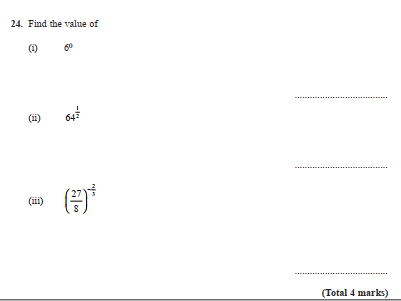 24. Find the value of
(i) 6⁰
(ii) 64^(1/2)
(iii) (27/8)^(-2/3)
(Total 4 marks)